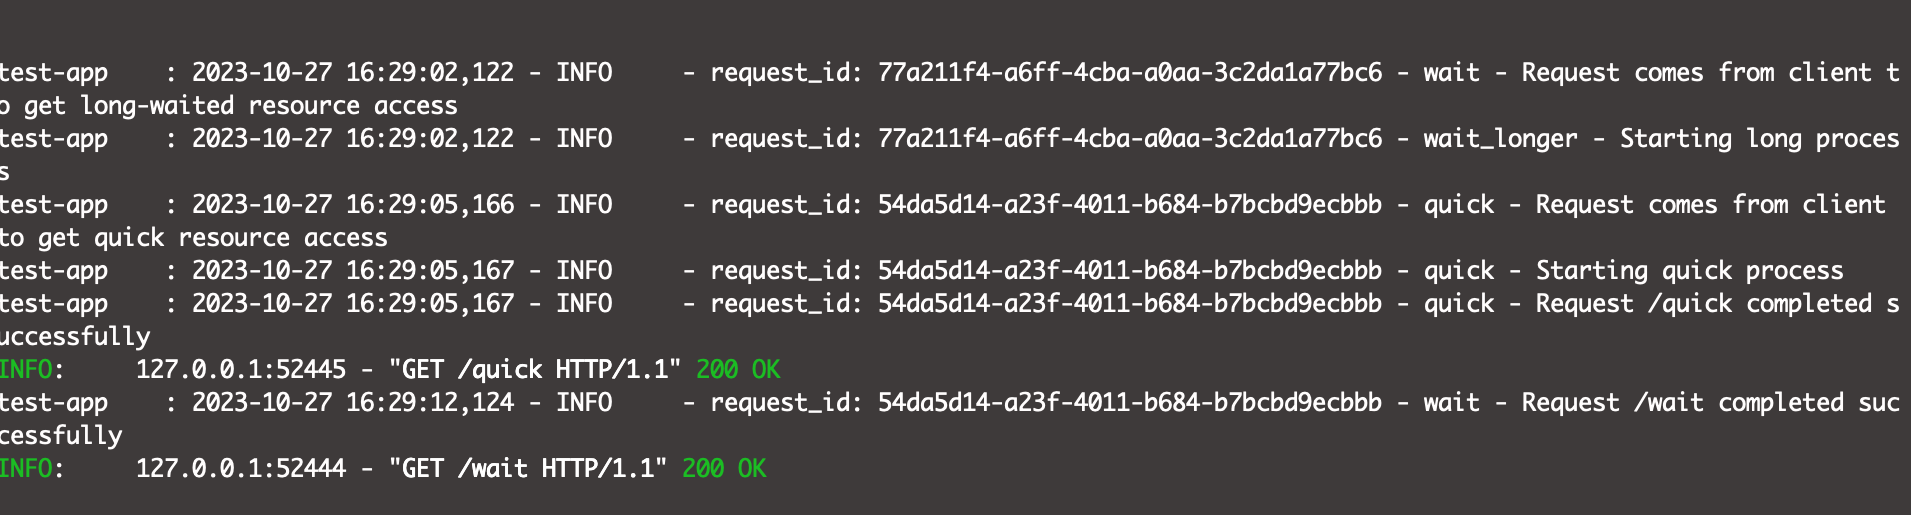 test-app    : 2023-10-27 16:29:02,122 - INFO     - request_id: 77a211f4-a6ff-4cba-a0aa-3c2da1a77bc6 - wait - Request comes from client t
o get long-waited resource access
test-app    : 2023-10-27 16:29:02,122 - INFO     - request_id: 77a211f4-a6ff-4cba-a0aa-3c2da1a77bc6 - wait_longer - Starting long proces
s
test-app    : 2023-10-27 16:29:05,166 - INFO     - request_id: 54da5d14-a23f-4011-b684-b7bcbd9ecbbb - quick - Request comes from client
to get quick resource access
test-app    : 2023-10-27 16:29:05,167 - INFO     - request_id: 54da5d14-a23f-4011-b684-b7bcbd9ecbbb - quick - Starting quick process
test-app    : 2023-10-27 16:29:05,167 - INFO     - request_id: 54da5d14-a23f-4011-b684-b7bcbd9ecbbb - quick - Request /quick completed s
uccessfully
INFO:     127.0.0.1:52445 - "GET /quick HTTP/1.1" 200 OK
test-app    : 2023-10-27 16:29:12,124 - INFO     - request_id: 54da5d14-a23f-4011-b684-b7bcbd9ecbbb - wait - Request /wait completed suc
cessfully
INFO:     127.0.0.1:52444 - "GET /wait HTTP/1.1" 200 OK